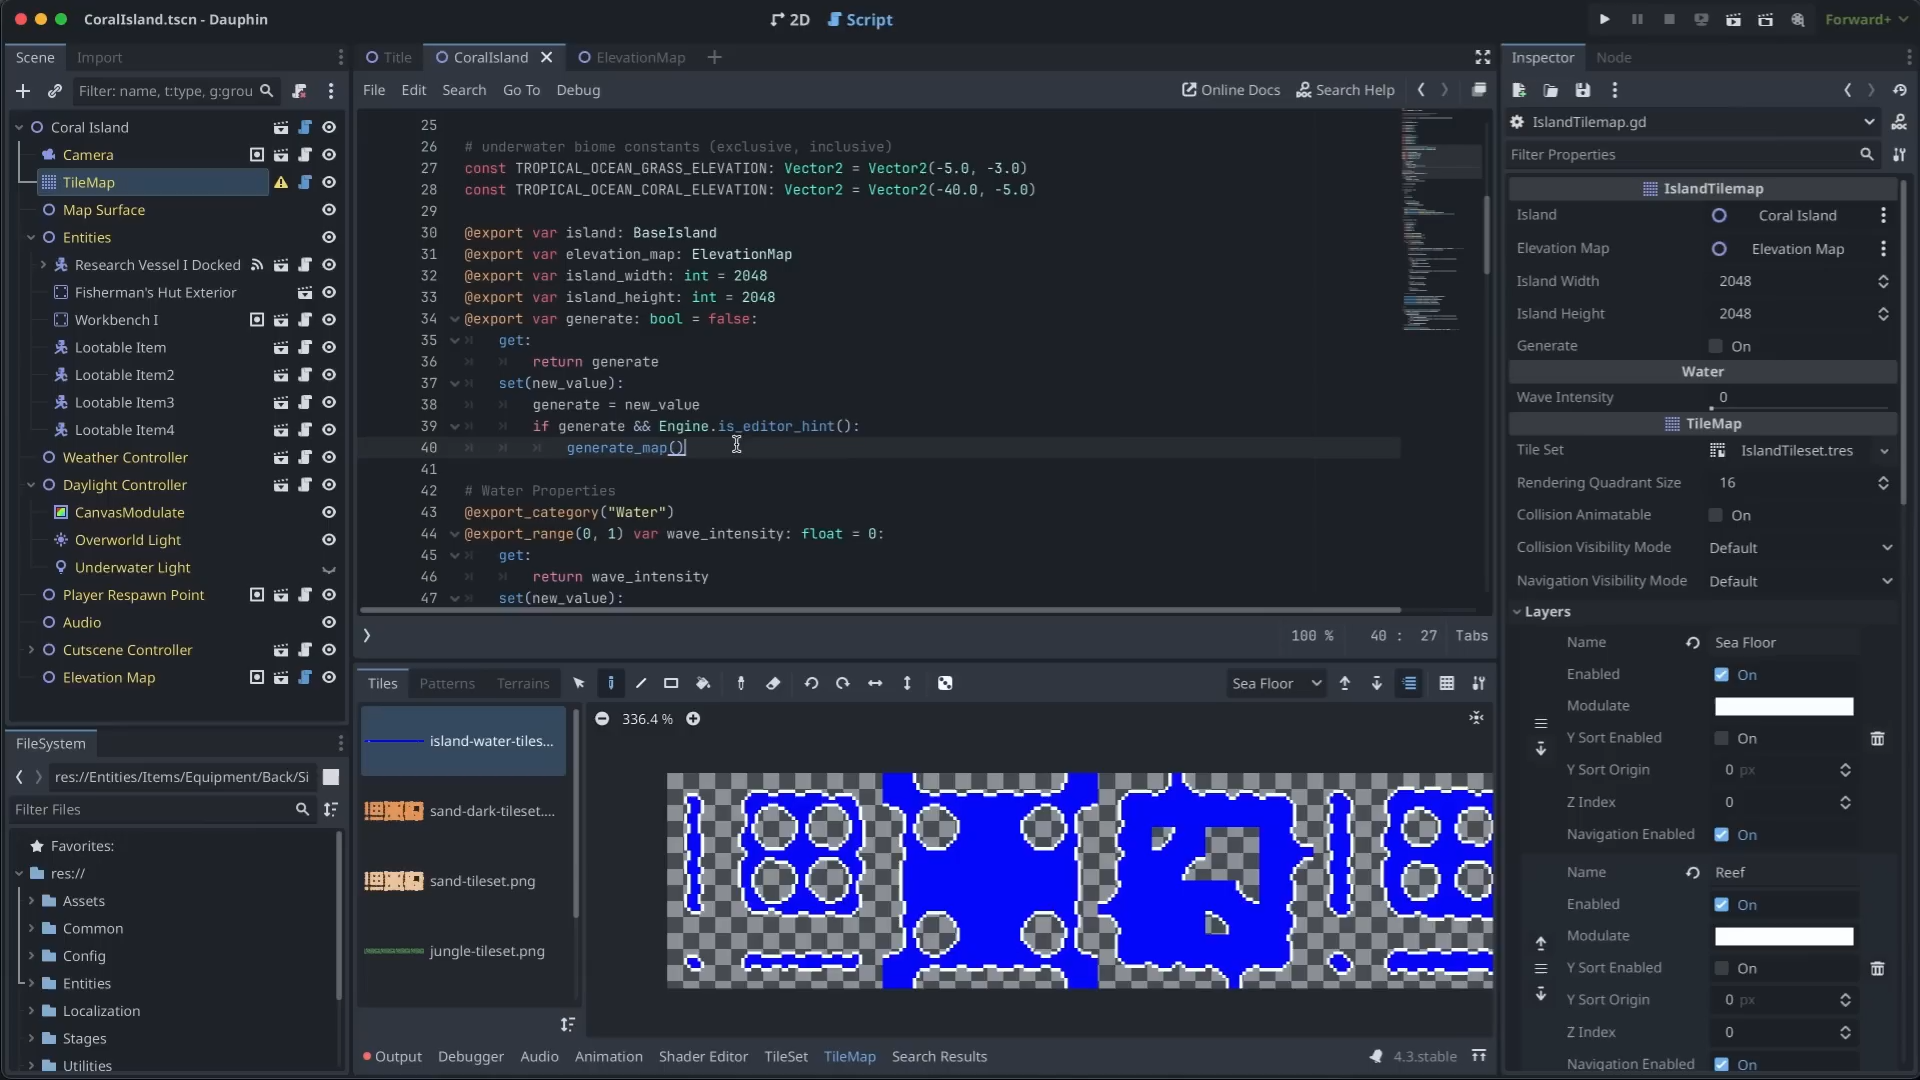 CoralIsland.tscn - Dauphin
2D
Script
Forward+
Scene
Import
Filter: name, t:type, g:grou
Coral Island
Camera
TileMap
Map Surface
Entities
Research Vessel I Docked
Fisherman's Hut Exterior
Workbench I
Lootable Item
Lootable Item2
Lootable Item3
Lootable Item4
Weather Controller
Daylight Controller
CanvasModulate
Overworld Light
Underwater Light
Player Respawn Point
Audio
Cutscene Controller
Elevation Map
FileSystem
res://Entities/Items/Equipment/Back/Si
Filter Files
Favorites:
res://
Assets
Common
Config
Entities
Localization
Stages
Utilities
Title
CoralIsland
ElevationMap
File Edit Search Go To Debug
Online Docs
Search Help
25
26 # underwater biome constants (exclusive, inclusive)
27 const TROPICAL_OCEAN_GRASS_ELEVATION: Vector2 = Vector2(-5.0, -3.0)
28 const TROPICAL_OCEAN_CORAL_ELEVATION: Vector2 = Vector2(-40.0, -5.0)
29
30 @export var island: BaseIsland
31 @export var elevation_map: ElevationMap
32 @export var island_width: int = 2048
33 @export var island_height: int = 2048
34 @export var generate: bool = false:
35 get:
36 return generate
37 set(new_value):
38 generate = new_value
39 if generate && Engine.is_editor_hint():
40 generate_map()
41
42 # Water Properties
43 @export_category("Water")
44 @export_range(0, 1) var wave_intensity: float = 0:
45 get:
46 return wave_intensity
47 set(new_value):
100 % 40 : 27 Tabs
Tiles Patterns Terrains
Sea Floor
336.4 %
island-water-tiles...
sand-dark-tileset....
sand-tileset.png
jungle-tileset.png
Output Debugger Audio Animation Shader Editor TileSet TileMap Search Results
4.3.stable
Inspector
Node
IslandTilemap.gd
Filter Properties
IslandTilemap
Island Coral Island
Elevation Map Elevation Map
Island Width 2048
Island Height 2048
Generate On
Water
Wave Intensity 0
TileMap
Tile Set IslandTileset.tres
Rendering Quadrant Size 16
Collision Animatable On
Collision Visibility Mode Default
Navigation Visibility Mode Default
Layers
Name Sea Floor
Enabled On
Modulate
Y Sort Enabled On
Y Sort Origin 0 px
Z Index 0
Navigation Enabled On
Name Reef
Enabled On
Modulate
Y Sort Enabled On
Y Sort Origin 0 px
Z Index 0
Navigation Enabled On